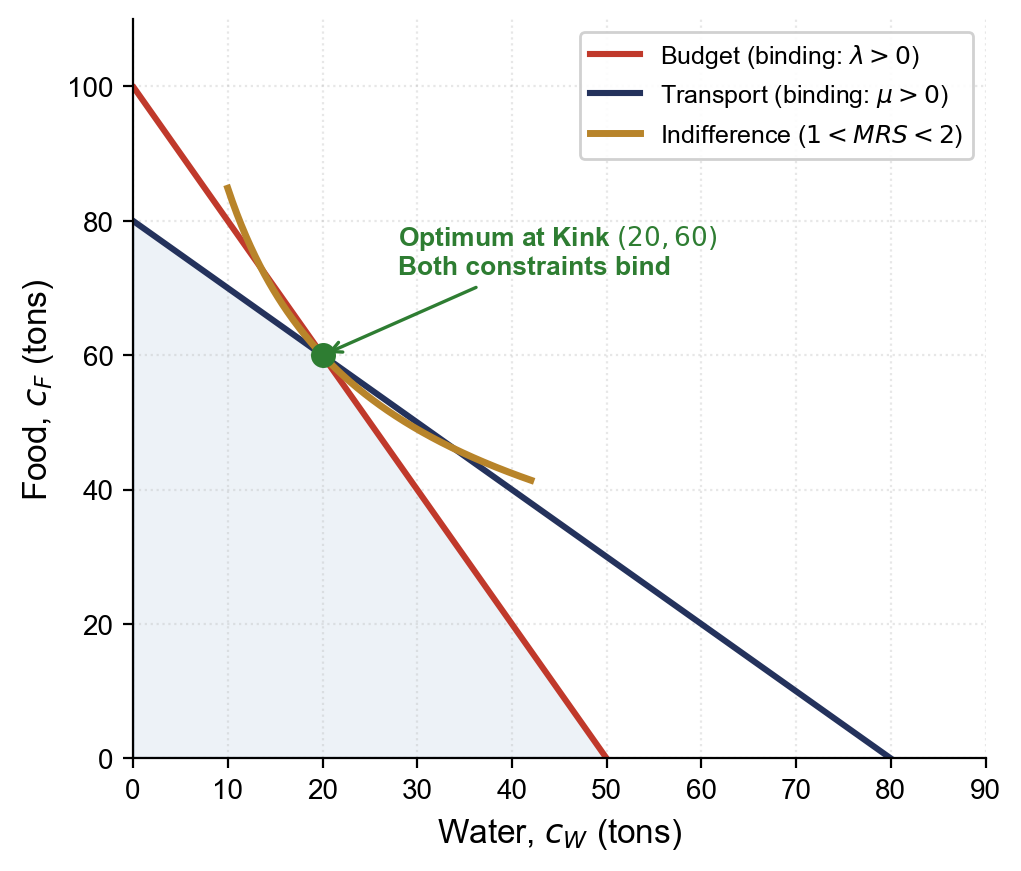 Budget (binding: λ > 0)
Transport (binding: μ > 0)
Indifference (1 < MRS < 2)
Optimum at Kink (20, 60)
Both constraints bind
Food, c_F (tons)
100
80
60
40
20
0
0 10 20 30 40 50 60 70 80 90
Water, c_W (tons)